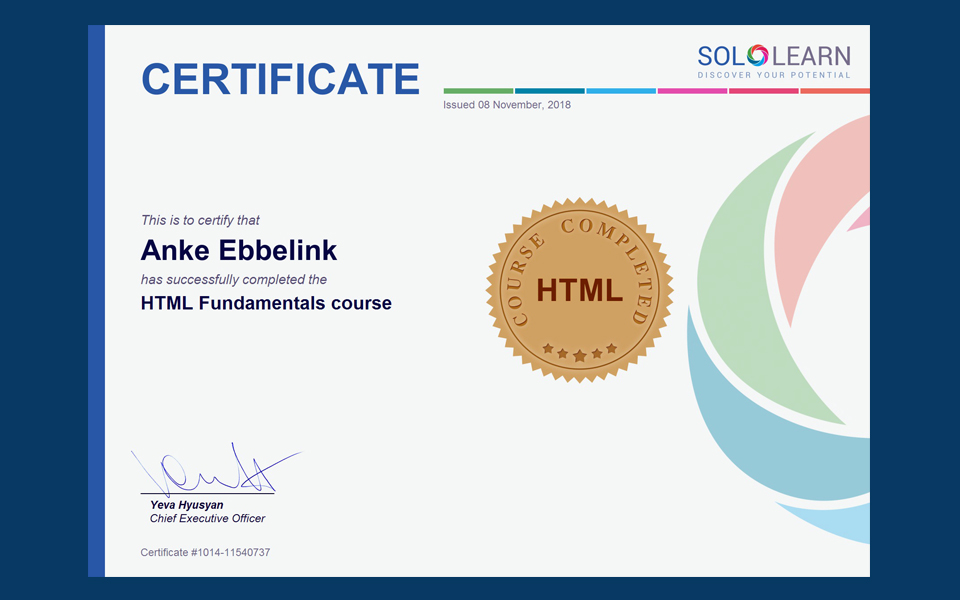 CERTIFICATE
SOLOLEARN
DISCOVER YOUR POTENTIAL
Issued 08 November, 2018
This is to certify that
Anke Ebbelink
has successfully completed the
HTML Fundamentals course
COURSE COMPLETED
HTML
Yeva Hyusyan
Chief Executive Officer
Certificate #1014-11540737